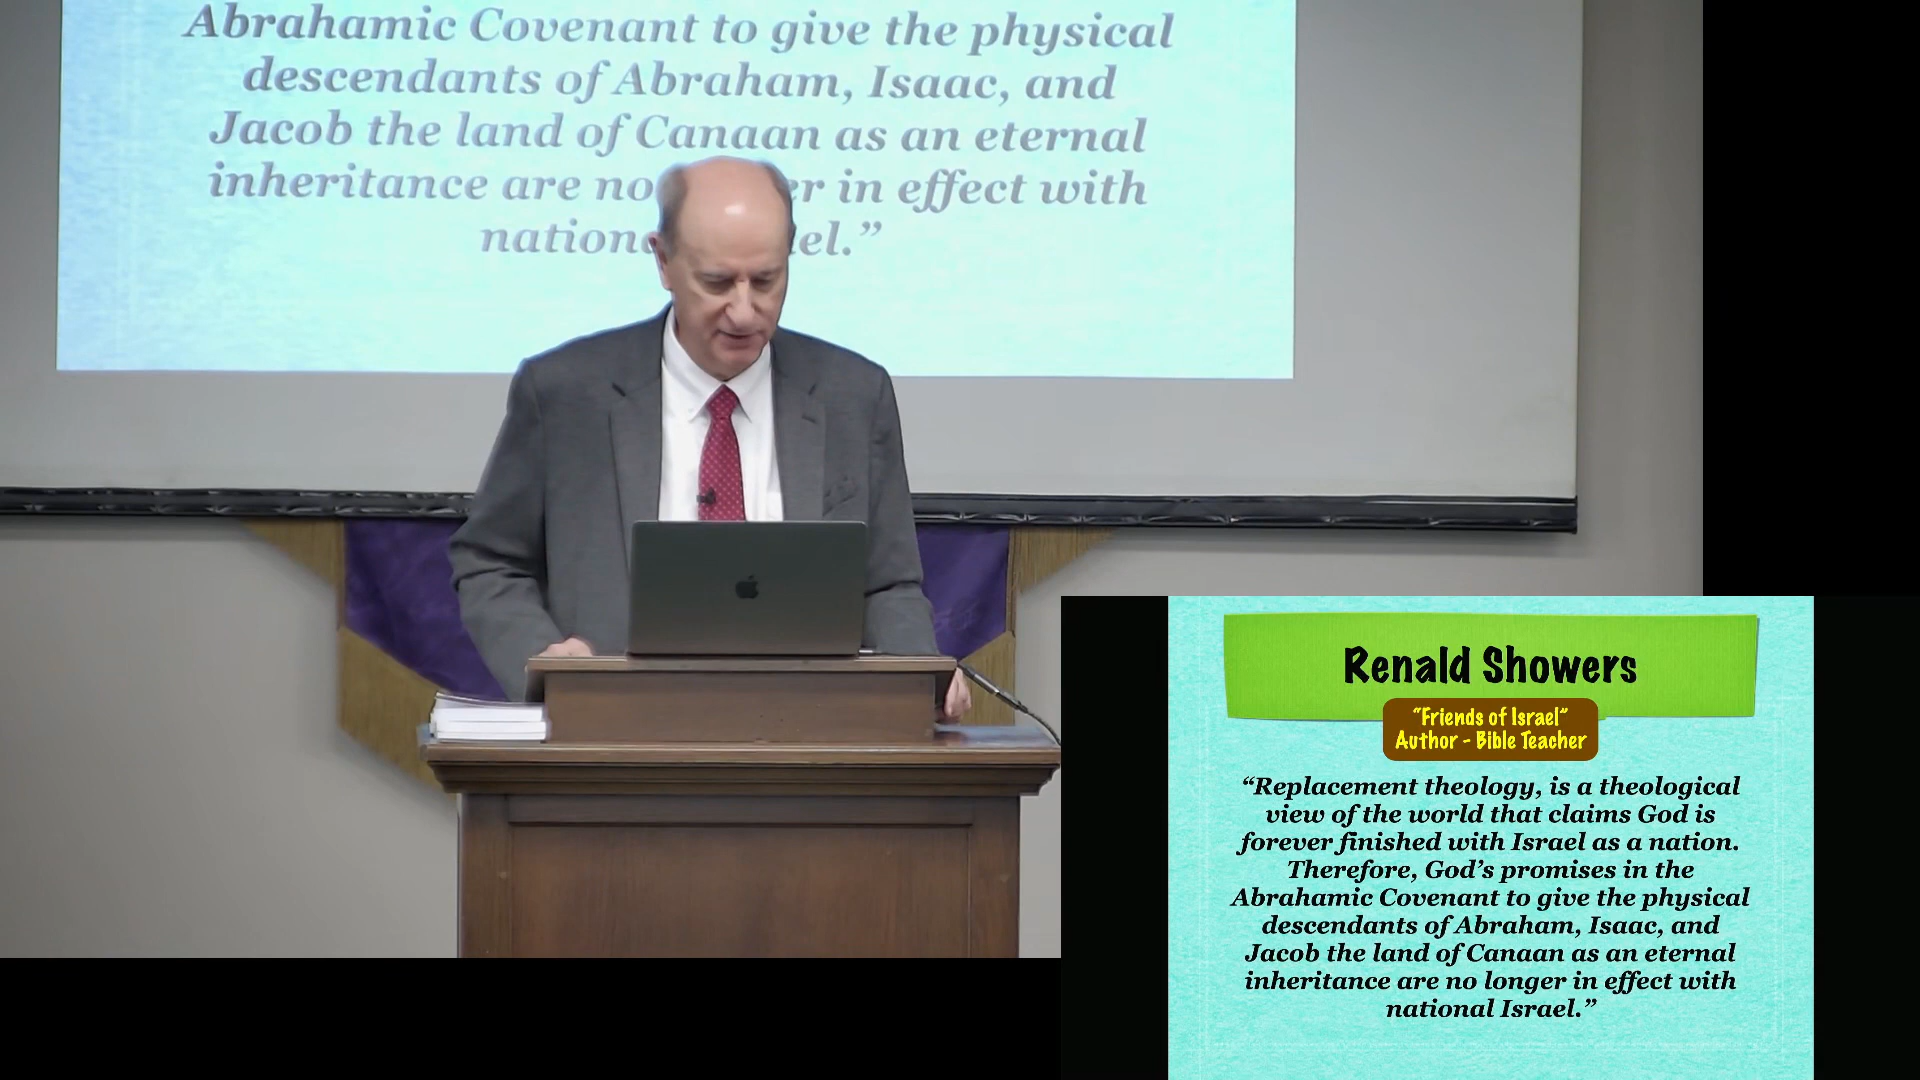 Abrahamic Covenant to give the physical
descendants of Abraham, Isaac, and
Jacob the land of Canaan as an eternal
inheritance are no er in effect with
nation el.”
Renald Showers
“Friends of Israel”
Author - Bible Teacher
“Replacement theology, is a theological
view of the world that claims God is
forever finished with Israel as a nation.
Therefore, God’s promises in the
Abrahamic Covenant to give the physical
descendants of Abraham, Isaac, and
Jacob the land of Canaan as an eternal
inheritance are no longer in effect with
national Israel.”